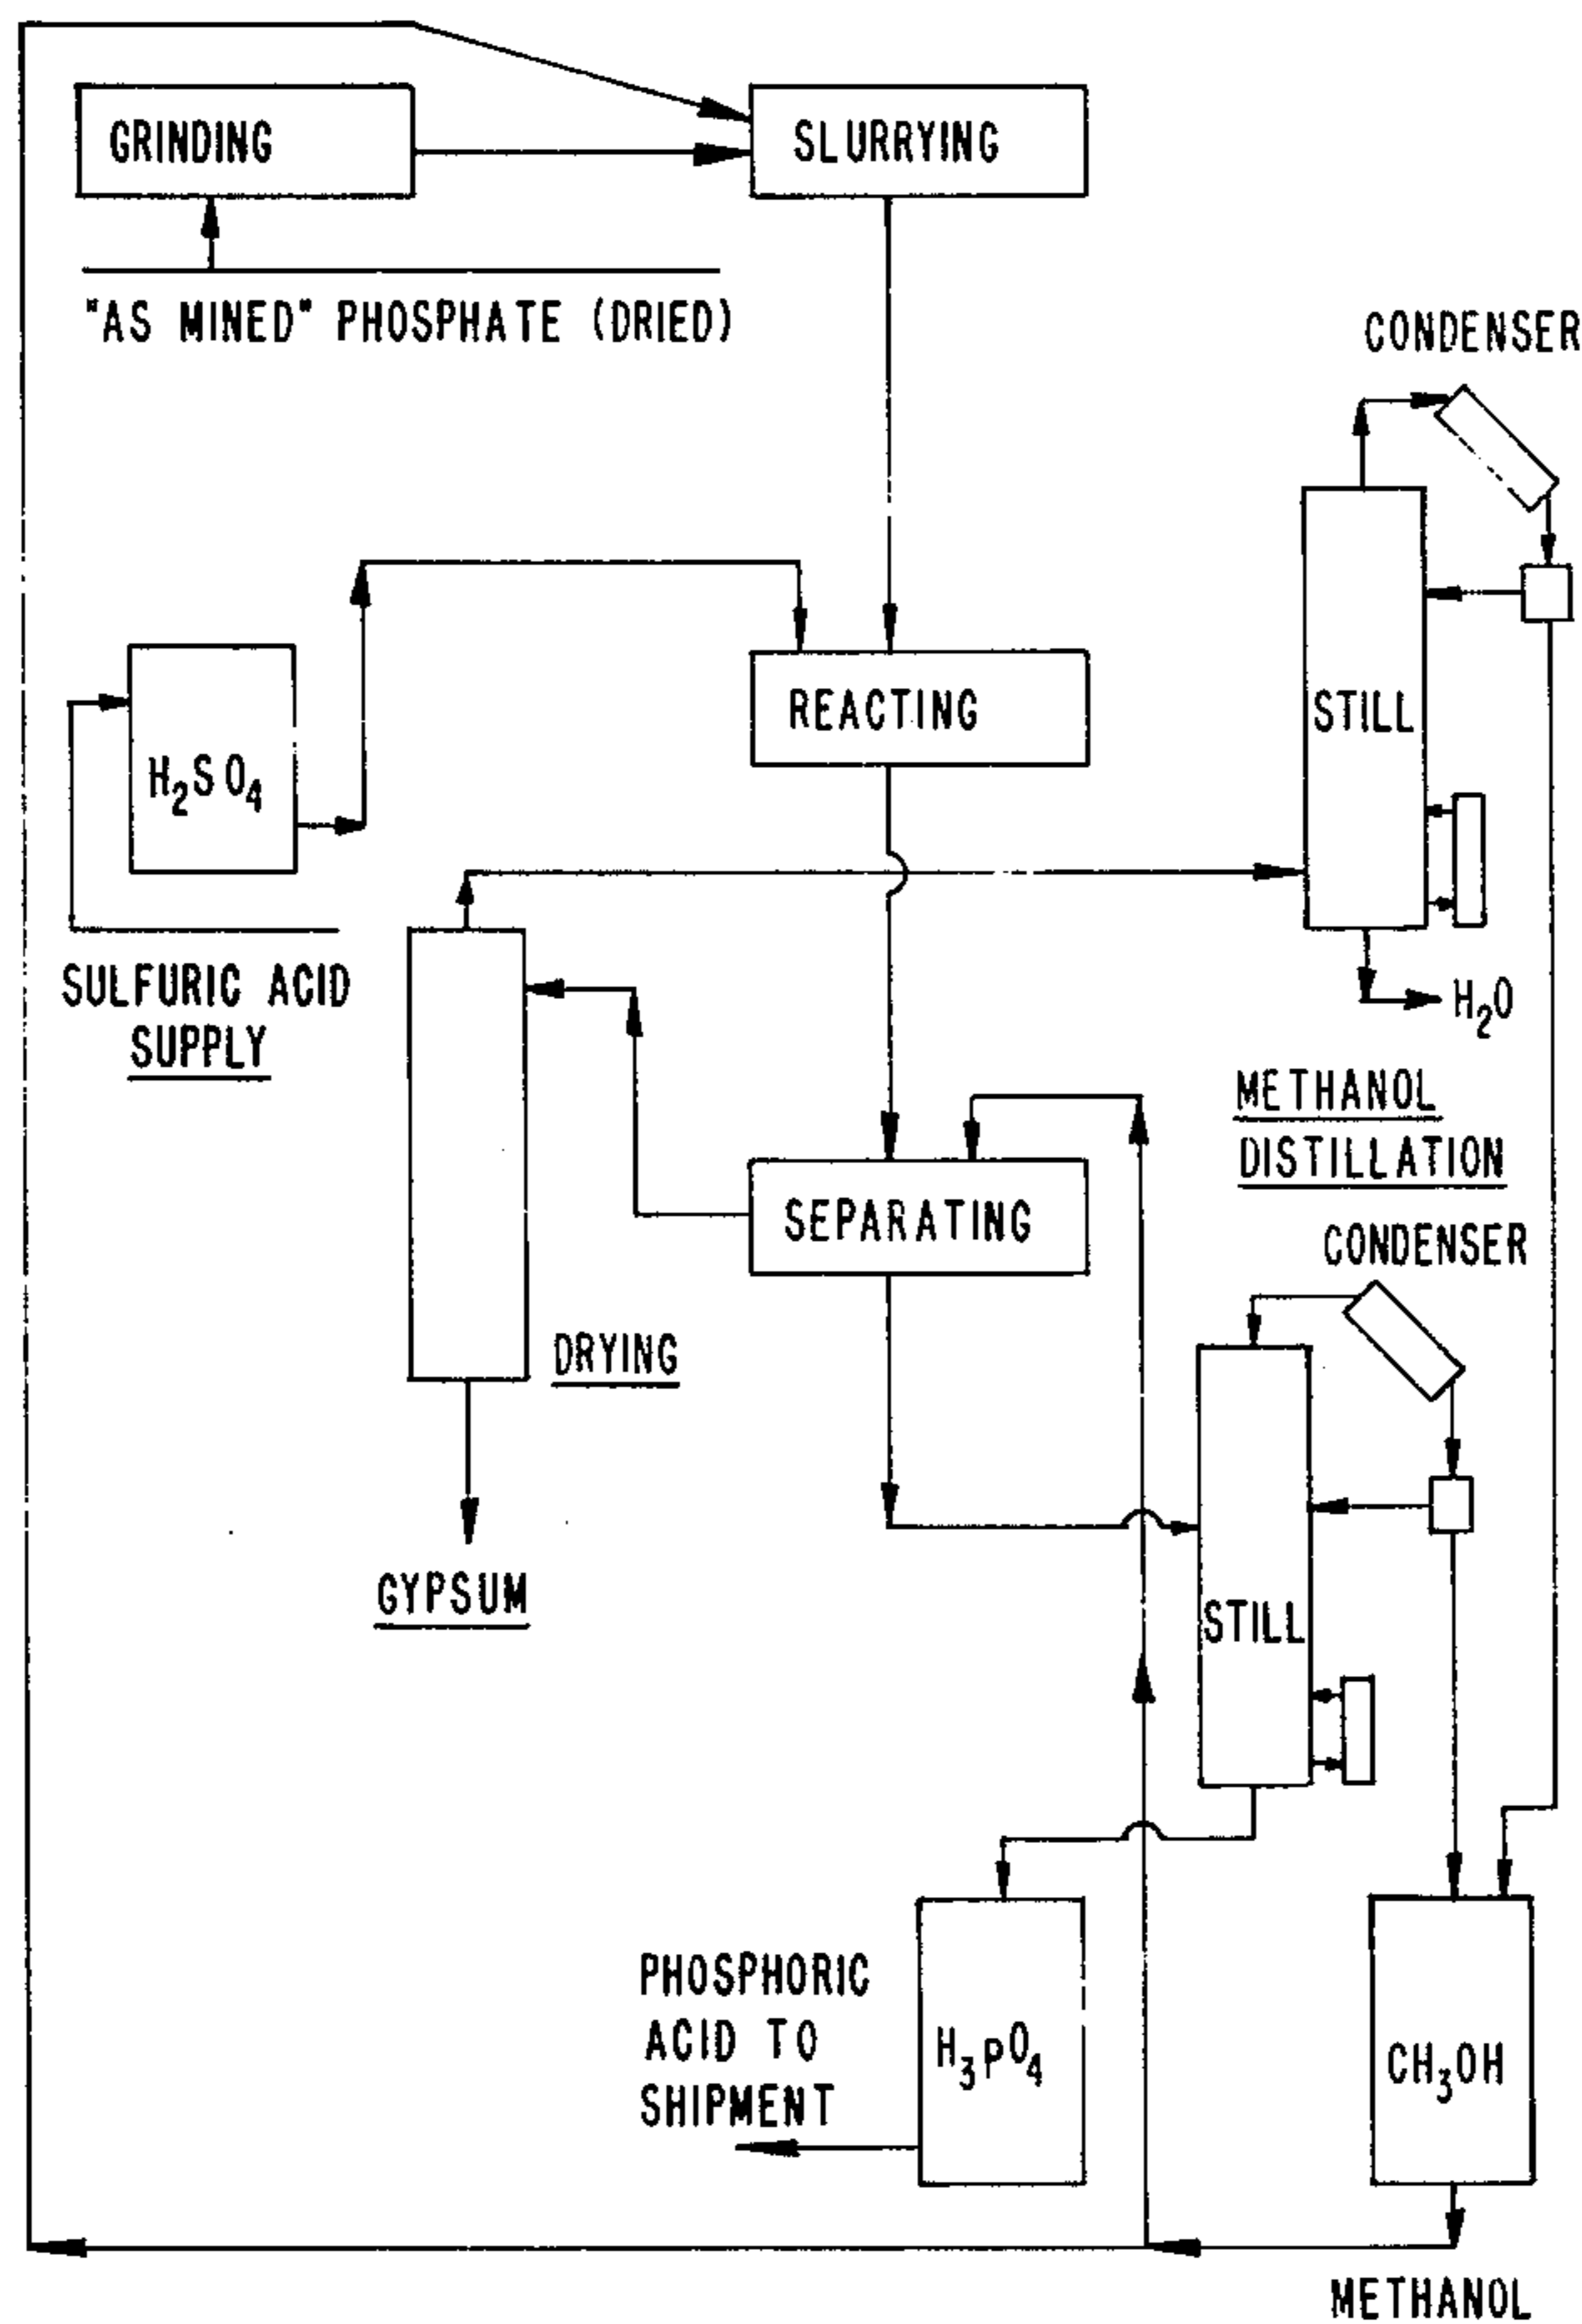 GRINDING
SLURRYING
"AS MINED" PHOSPHATE (DRIED)
CONDENSER
REACTING
STILL
H₂SO₄
SULFURIC ACID
SUPPLY
H₂O
METHANOL
DISTILLATION
SEPARATING
CONDENSER
DRYING
GYPSUM
STILL
PHOSPHORIC
ACID TO
SHIPMENT
H₃PO₄
CH₃OH
METHANOL